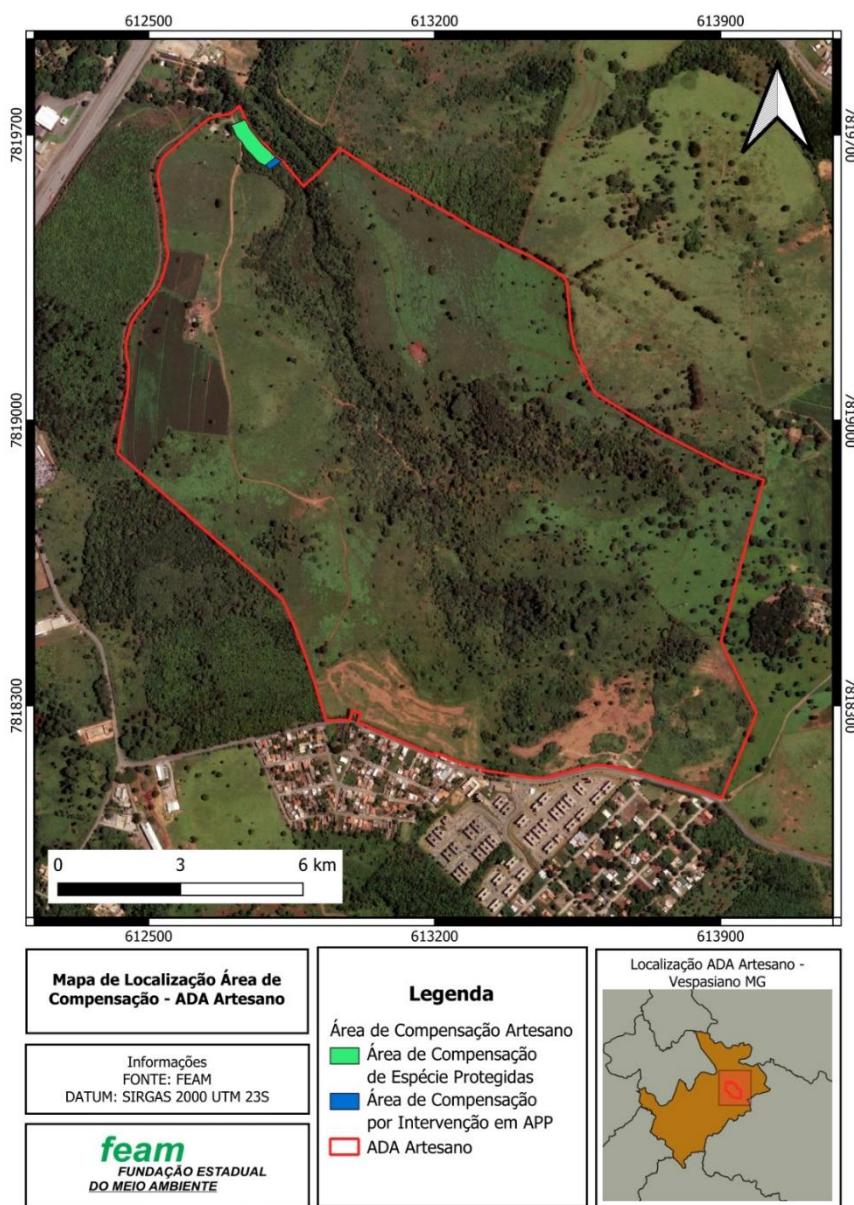 612500
613200
613900
7819700
7819700
7819000
7819000
7818300
7818300
0
3
6 km
612500
613200
613900
Mapa de Localização Área de
Compensação - ADA Artesano
Informações
FONTE: FEAM
DATUM: SIRGAS 2000 UTM 23S
feam
FUNDAÇÃO ESTADUAL
DO MEIO AMBIENTE
Legenda
Área de Compensação Artesano
Área de Compensação
de Espécie Protegidas
Área de Compensação
por Intervenção em APP
ADA Artesano
Localização ADA Artesano -
Vespasiano MG